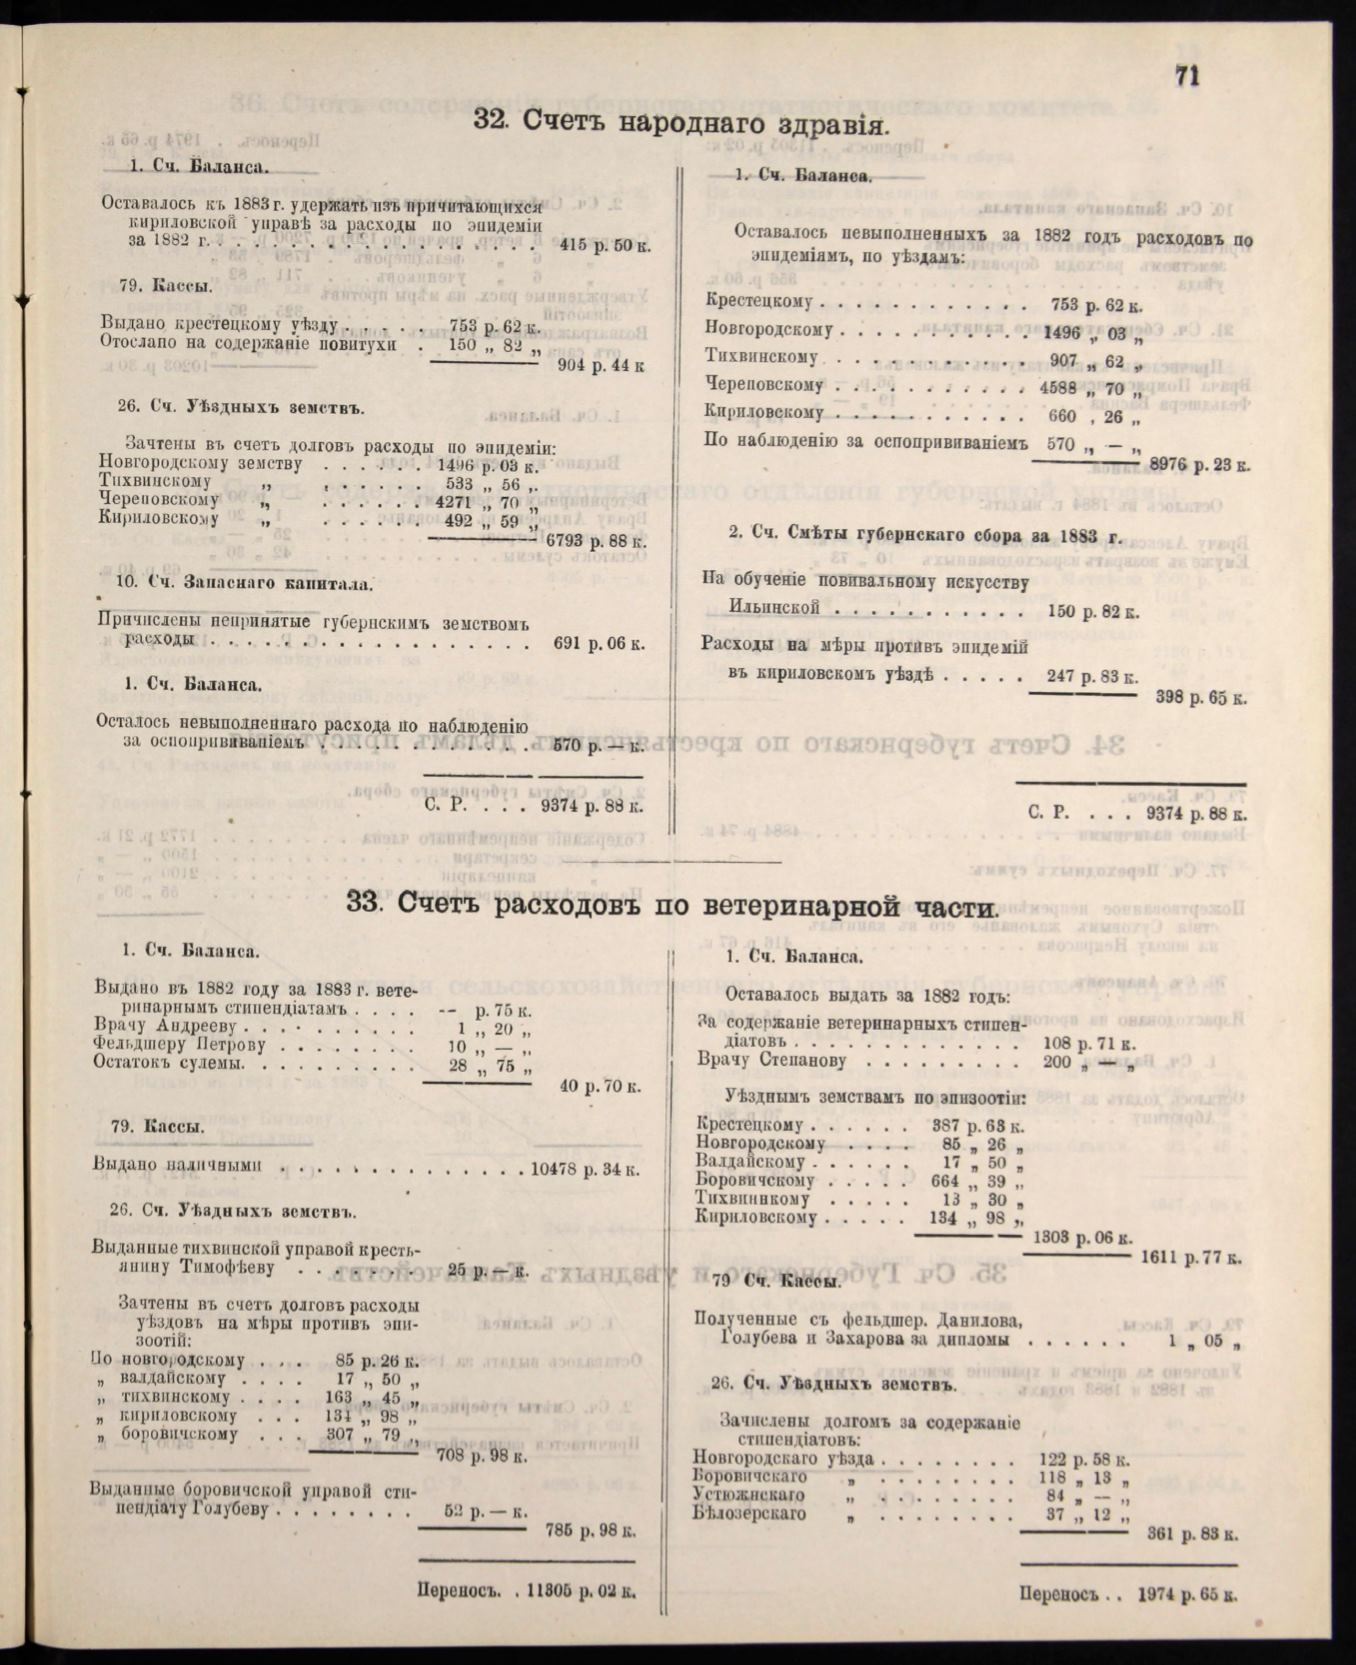 71
32. Счетъ народнаго здравія.
1. Сч. Баланса.
Оставалось къ 1883 г. удержать изъ причитающихся
кириловской управѣ за расходы по эпидеміи
за 1882 г. . . . . . . . . . . . . . . . . . 415 р. 50 к.
79. Кассы.
Выдано крестецкому уѣзду . . . . . 753 р. 62 к.
Отослано на содержаніе повитухи . 150 „ 82 „
904 р. 44 к
26. Сч. Уѣздныхъ земствъ.
Зачтены въ счетъ долговъ расходы по эпидеміи:
Новгородскому земству . . . . . . 1496 р. 03 к.
Тихвинскому „ . . . . . . 533 „ 56 „
Череповскому „ . . . . . . 4271 „ 70 „
Кириловскому „ . . . . . . 492 „ 59 „
6793 р. 88 к.
10. Сч. Запаснаго капитала.
Причислены непринятые губернскимъ земствомъ
расходы . . . . . . . . . . . . . . . . . 691 р. 06 к.
1. Сч. Баланса.
Осталось невыполненнаго расхода по наблюденію
за оспопрививаніемъ . . . . . . . . . . . 570 р. — к.
С. Р. . . . 9374 р. 88 к.
1. Сч. Баланса.
Оставалось невыполненныхъ за 1882 годъ расходовъ по
эпидеміямъ, по уѣздамъ:
Крестецкому . . . . . . . . . . . 753 р. 62 к.
Новгородскому . . . . . . . . . . 1496 „ 03 „
Тихвинскому . . . . . . . . . . . 907 „ 62 „
Череповскому . . . . . . . . . . . 4588 „ 70 „
Кириловскому . . . . . . . . . . . 660 , 26 „
По наблюденію за оспопрививаніемъ 570 „ — „
8976 р. 23 к.
2. Сч. Смѣты губернскаго сбора за 1883 г.
На обученіе повивальному искусству
Ильинской . . . . . . . . . . . 150 р. 82 к.
Расходы на мѣры противъ эпидемій
въ кириловскомъ уѣздѣ . . . . . 247 р. 83 к.
398 р. 65 к.
С. Р. . . . 9374 р. 88 к.
33. Счетъ расходовъ по ветеринарной части.
1. Сч. Баланса.
Выдано въ 1882 году за 1883 г. вете-
ринарнымъ стипендіатамъ . . . . -- р. 75 к.
Врачу Андрееву . . . . . . . . . . 1 „ 20 „
Фельдшеру Петрову . . . . . . . . 10 „ — „
Остатокъ сулемы. . . . . . . . . . 28 „ 75 „
40 р. 70 к.
79. Кассы.
Выдано наличными . . . . . . . . . . . . . . 10478 р. 34 к.
26. Сч. Уѣздныхъ земствъ.
Выданные тихвинской управой кресть-
янину Тимофѣеву . . . . . . . 25 р. — к.
Зачтены въ счетъ долговъ расходы
уѣздовъ на мѣры противъ эпи-
зоотій:
По новгородскому . . . 85 р. 26 к.
„ валдайскому . . . . 17 „ 50 „
„ тихвинскому . . . . 163 „ 45 „
„ кириловскому . . . 134 „ 98 „
„ боровичскому . . . 307 „ 79 „
708 р. 98 к.
Выданные боровичской управой сти-
пендіату Голубеву . . . . . . . . 52 р. — к.
785 р. 98 к.
Переносъ. . 11305 р. 02 к.
1. Сч. Баланса.
Оставалось выдать за 1882 годъ:
За содержаніе ветеринарныхъ стипен-
діатовъ . . . . . . . . . . . . . 108 р. 71 к.
Врачу Степанову . . . . . . . . . 200 „ — „
Уѣзднымъ земствамъ по эпизоотіи:
Крестецкому . . . . . . 387 р. 63 к.
Новгородскому . . . . 85 „ 26 „
Валдайскому . . . . . . 17 „ 50 „
Боровичскому . . . . . 664 „ 39 „
Тихвиинкому . . . . . 13 „ 30 „
Кириловскому . . . . . 134 „ 98 „
1303 р. 06 к.
1611 р. 77 к.
79 Сч. Кассы.
Полученные съ фельдшер. Данилова,
Голубева и Захарова за дипломы . . . . . . 1 „ 05 „
26. Сч. Уѣздныхъ земствъ.
Зачислены долгомъ за содержаніе
стипендіатовъ:
Новгородскаго уѣзда . . . . . . . . 122 р. 58 к.
Боровичскаго „ . . . . . . . . 118 „ 13 „
Устюжнскаго „ . . . . . . . . 84 „ — „
Бѣлозерскаго „ . . . . . . . . 37 „ 12 „
361 р. 83 к.
Переносъ . . 1974 р. 65 к.